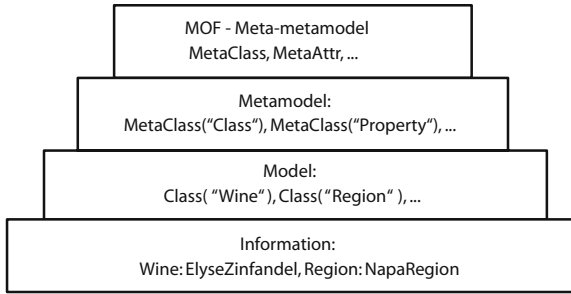 MOF - Meta-metamodel
MetaClass, MetaAttr, ...
Metamodel:
MetaClass(“Class“), MetaClass(“Property“), ...
Model:
Class( “Wine“ ), Class( “Region“ ), ...
Information:
Wine: ElyseZinfandel, Region: NapaRegion